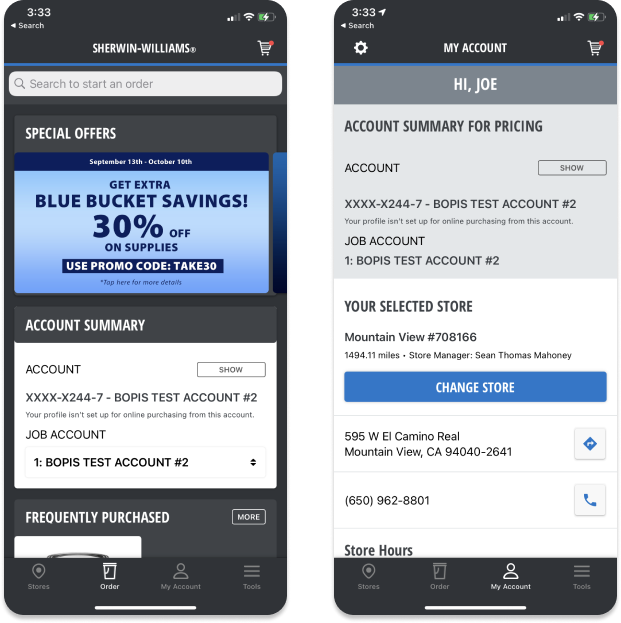 3:33
Search
SHERWIN-WILLIAMS®
Search to start an order
SPECIAL OFFERS
September 13th - October 10th
GET EXTRA
BLUE BUCKET SAVINGS!
30% OFF
ON SUPPLIES
USE PROMO CODE: TAKE30
*Tap here for more details
ACCOUNT SUMMARY
ACCOUNT SHOW
XXXX-X244-7 - BOPIS TEST ACCOUNT #2
Your profile isn't set up for online purchasing from this account.
JOB ACCOUNT
1: BOPIS TEST ACCOUNT #2
FREQUENTLY PURCHASED MORE
Stores Order My Account Tools
3:33
Search
MY ACCOUNT
HI, JOE
ACCOUNT SUMMARY FOR PRICING
ACCOUNT SHOW
XXXX-X244-7 - BOPIS TEST ACCOUNT #2
Your profile isn't setup for online purchasing from this account.
JOB ACCOUNT
1: BOPIS TEST ACCOUNT #2
YOUR SELECTED STORE
Mountain View #708166
1494.11 miles • Store Manager: Sean Thomas Mahoney
CHANGE STORE
595 W El Camino Real
Mountain View, CA 94040-2641
(650) 962-8801
Store Hours
Stores Order My Account Tools